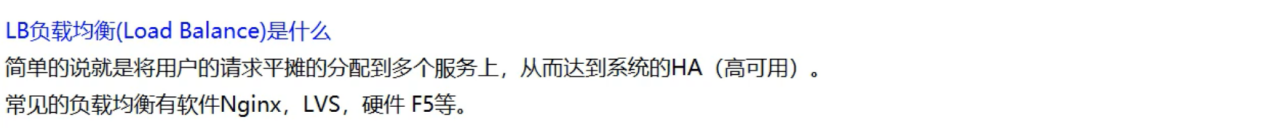 LB负载均衡(Load Balance)是什么
简单的说就是将用户的请求平摊的分配到多个服务上，从而达到系统的HA（高可用）。
常见的负载均衡有软件Nginx，LVS，硬件 F5等。